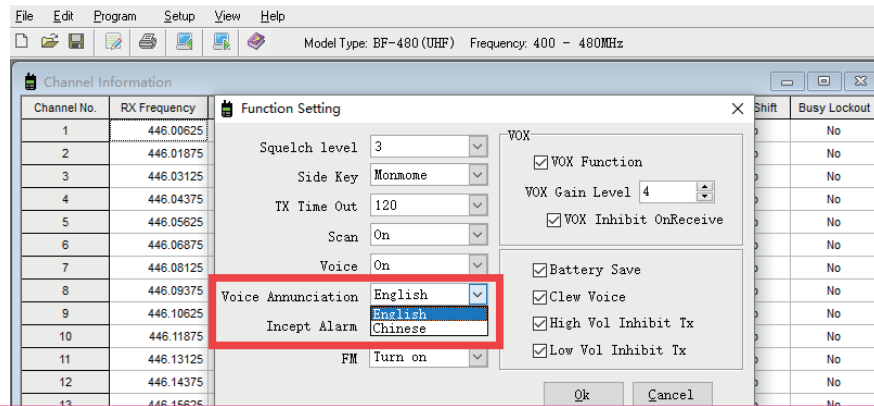 File Edit Program Setup View Help
Model Type: BF-480(UHF) Frequency: 400 - 480MHz
Channel Information
Channel No. RX Frequency Function Setting Shift Busy Lockout
1 446.00625 No
2 446.01875 No
3 446.03125 No
4 446.04375 No
5 446.05625 No
6 446.06875 No
7 446.08125 No
8 446.09375 No
9 446.10625 No
10 446.11875 No
11 446.13125 No
12 446.14375 No
13 446.15625 No
Squelch level 3
Side Key Monmome
TX Time Out 120
Scan On
Voice On
Voice Annunciation English
English
Incept Alarm Chinese
FM Turn on
VOX
VOX Function
VOX Gain Level 4
VOX Inhibit OnReceive
Battery Save
Clew Voice
High Vol Inhibit Tx
Low Vol Inhibit Tx
Ok Cancel